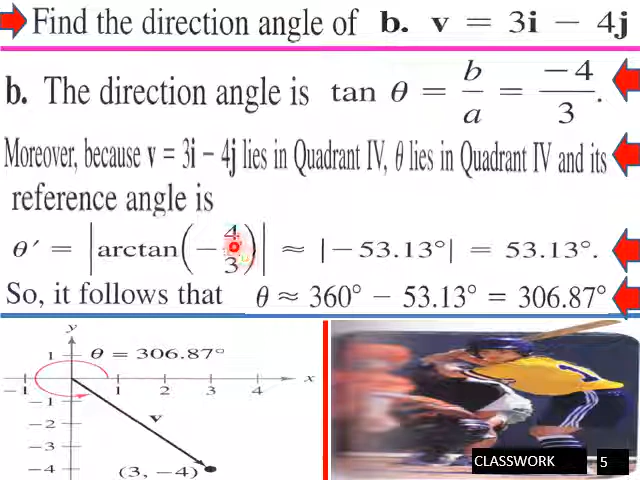 Find the direction angle of b. v = 3i − 4j
b. The direction angle is tan θ = b/a = −4/3.
Moreover, because v = 3i − 4j lies in Quadrant IV, θ lies in Quadrant IV and its
reference angle is
θ′ = |arctan(−4/3)| ≈ |−53.13°| = 53.13°.
So, it follows that θ ≈ 360° − 53.13° = 306.87°
y
1 θ = 306.87°
−1 1 2 3 4 x
−1
v
−2
−3
−4 (3, −4)
CLASSWORK 5